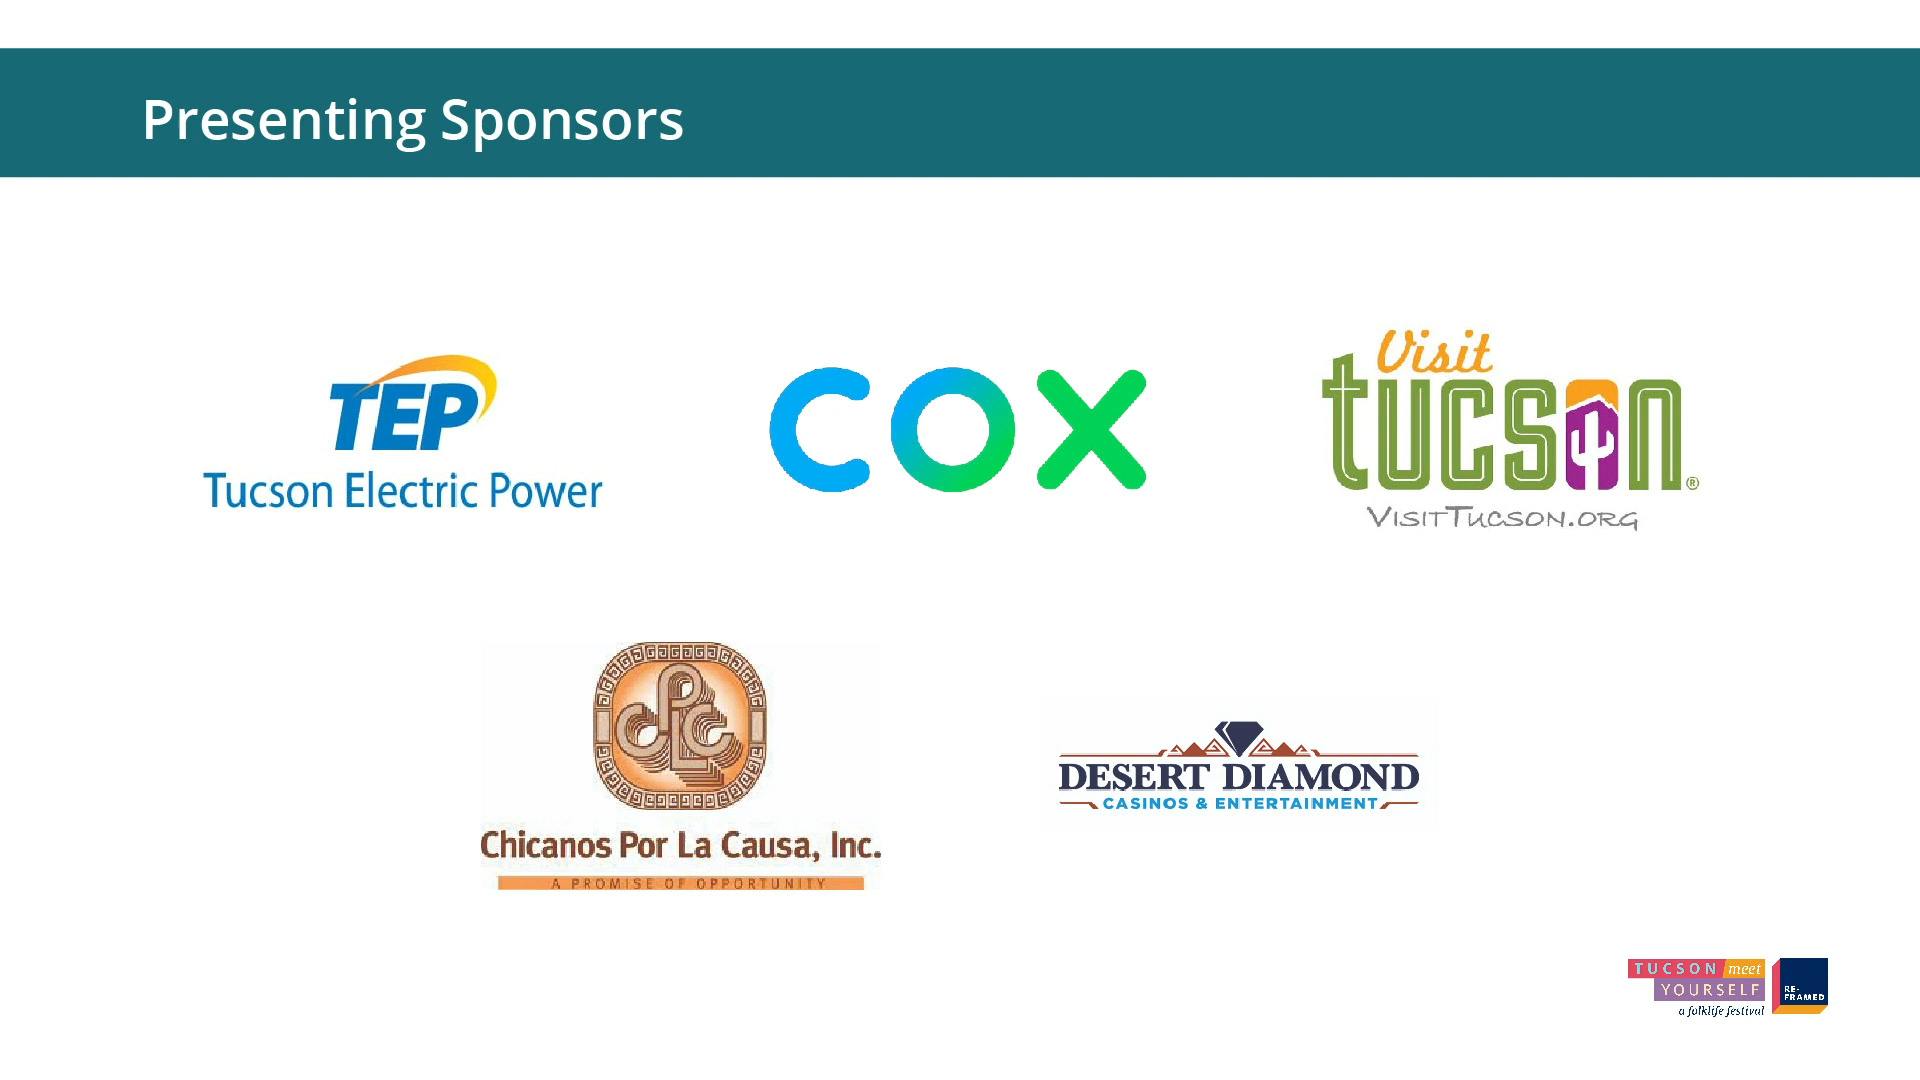 Presenting Sponsors
TEP
Tucson Electric Power
COX
Visit
tucson®
VISITTUCSON.ORG
CPLC
Chicanos Por La Causa, Inc.
A PROMISE OF OPPORTUNITY
DESERT DIAMOND
CASINOS & ENTERTAINMENT
TUCSON meet
YOURSELF
a folklife festival
RE-
FRAMED